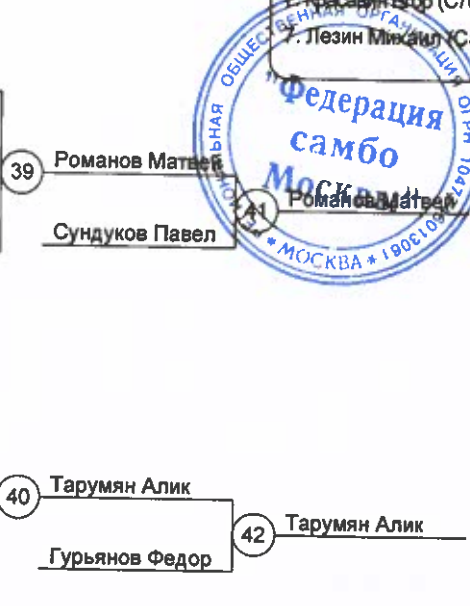 7. Лезин Михаил (С-
"Федерация
самбо
Москвы"
* МОСКВА *
39
Романов Матвей
41
Романов Матвей
Сундуков Павел
40
Тарумян Алик
42
Тарумян Алик
Гурьянов Федор